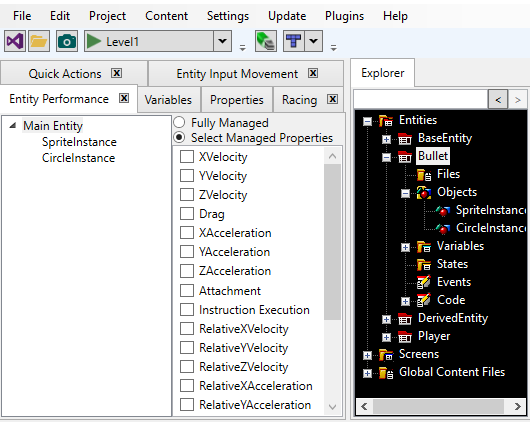 File Edit Project Content Settings Update Plugins Help
Level1
Quick Actions Entity Input Movement
Entity Performance Variables Properties Racing
Main Entity
SpriteInstance
CircleInstance
Fully Managed
Select Managed Properties
XVelocity
YVelocity
ZVelocity
Drag
XAcceleration
YAcceleration
ZAcceleration
Attachment
Instruction Execution
RelativeXVelocity
RelativeYVelocity
RelativeZVelocity
RelativeXAcceleration
RelativeYAcceleration
Explorer
Entities
BaseEntity
Bullet
Files
Objects
SpriteInstance
CircleInstance
Variables
States
Events
Code
DerivedEntity
Player
Screens
Global Content Files